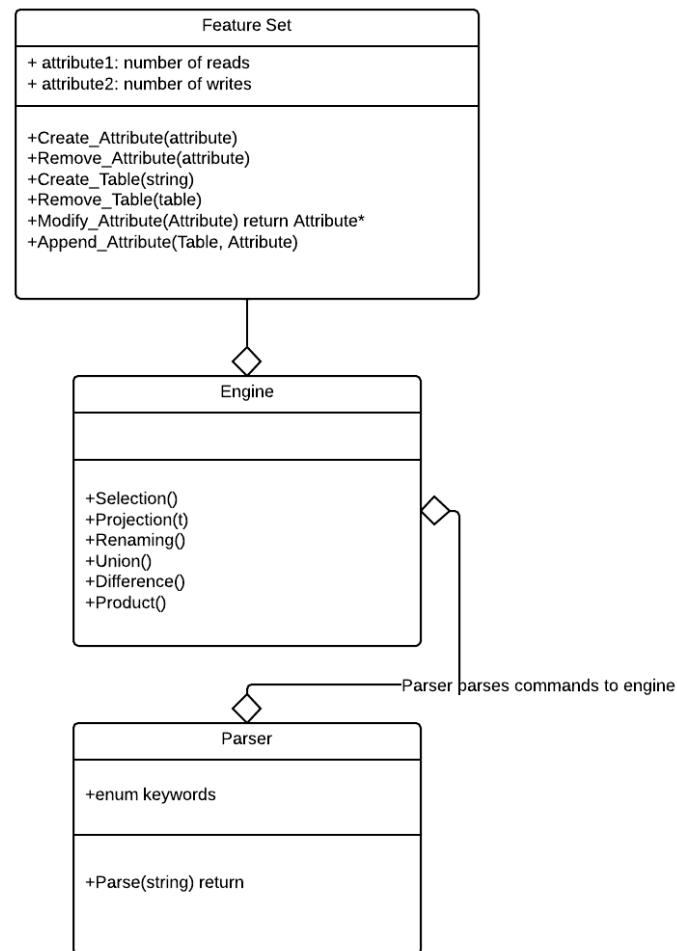 Feature Set
+ attribute1: number of reads
+ attribute2: number of writes
+Create_Attribute(attribute)
+Remove_Attribute(attribute)
+Create_Table(string)
+Remove_Table(table)
+Modify_Attribute(Attribute) return Attribute*
+Append_Attribute(Table, Attribute)
Engine
+Selection()
+Projection(t)
+Renaming()
+Union()
+Difference()
+Product()
Parser parses commands to engine
Parser
+enum keywords
+Parse(string) return